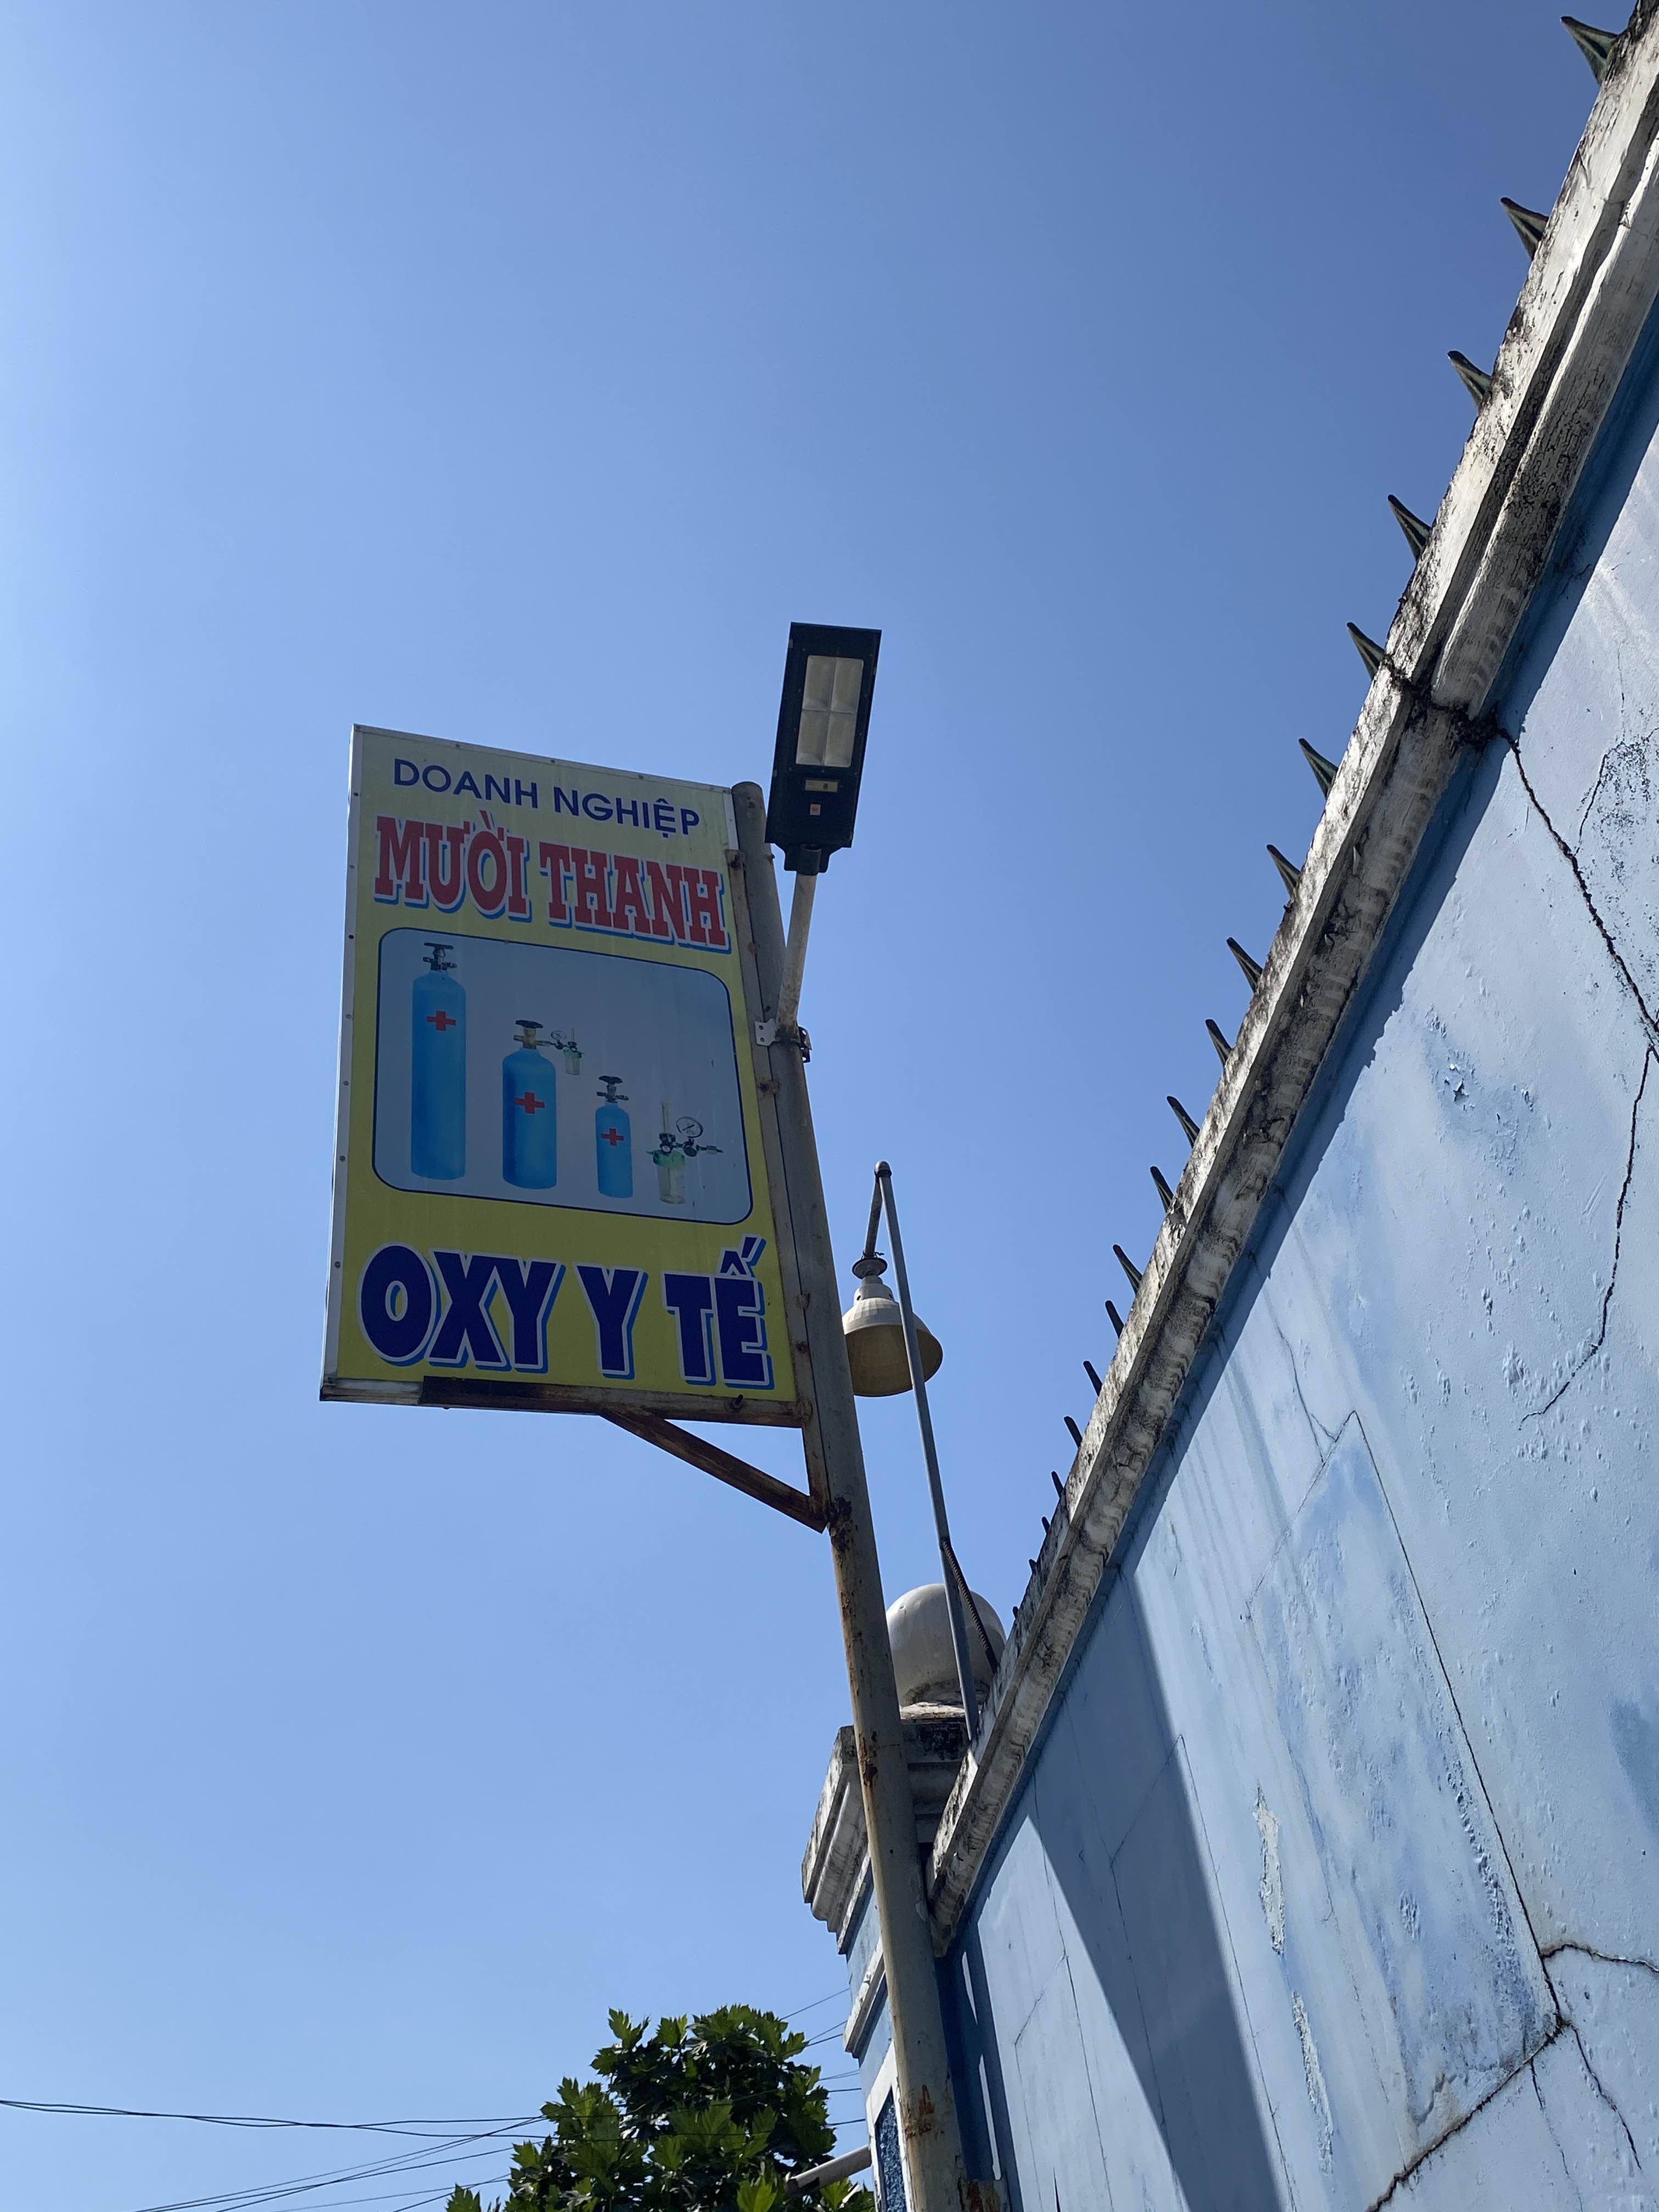 DOANH NGHIỆP
MƯỜI THANH
OXY Y TẾ